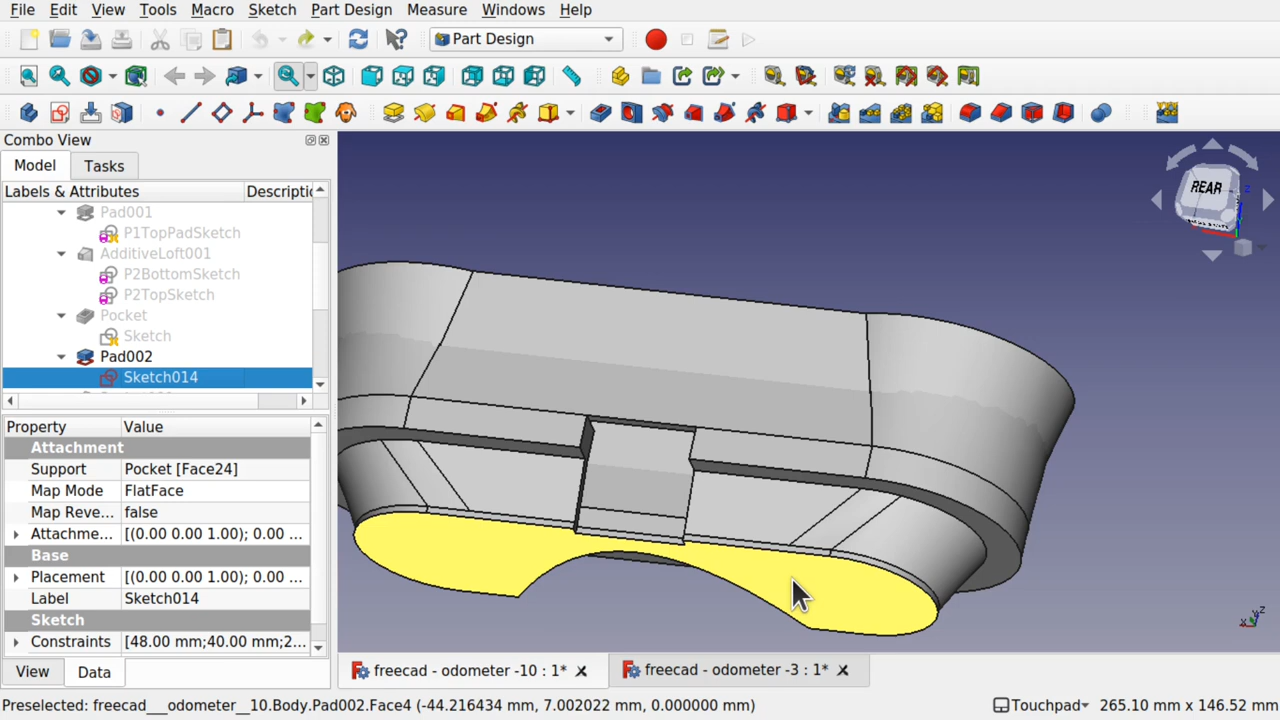 File Edit View Tools Macro Sketch Part Design Measure Windows Help
Part Design
Combo View
Model Tasks
Labels & Attributes Descripti
Pad001
P1TopPadSketch
AdditiveLoft001
P2BottomSketch
P2TopSketch
Pocket
Sketch
Pad002
Sketch014
Property Value
Attachment
Support Pocket [Face24]
Map Mode FlatFace
Map Reve... false
Attachme... [(0.00 0.00 1.00); 0.00 ...
Base
Placement [(0.00 0.00 1.00); 0.00 ...
Label Sketch014
Sketch
Constraints [48.00 mm;40.00 mm;2...
View Data
REAR
Z
freecad - odometer -10 : 1* freecad - odometer -3 : 1*
Preselected: freecad___odometer__10.Body.Pad002.Face4 (-44.216434 mm, 7.002022 mm, 0.000000 mm) Touchpad 265.10 mm x 146.52 mm